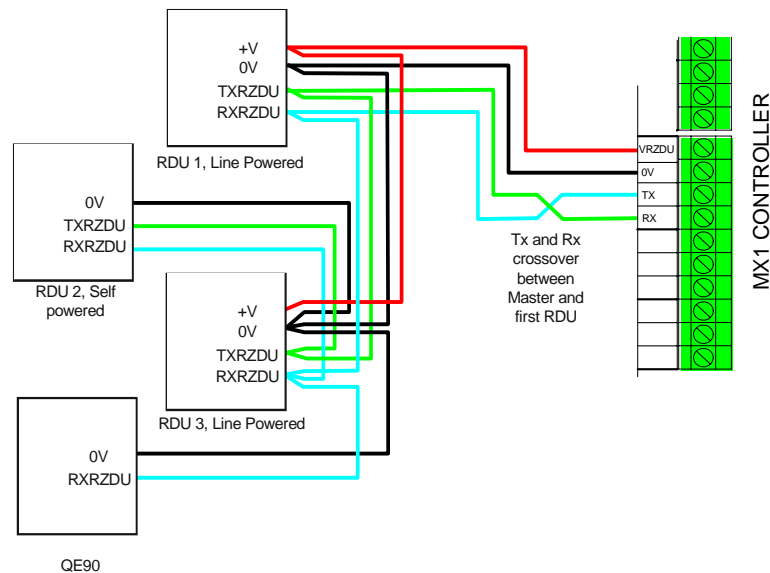 +V
0V
TXRZDU
RXRZDU
RDU 1, Line Powered
0V
TXRZDU
RXRZDU
RDU 2, Self
powered
+V
0V
TXRZDU
RXRZDU
RDU 3, Line Powered
0V
RXRZDU
QE90
Tx and Rx
crossover
between
Master and
first RDU
VRZDU
0V
TX
RX
MX1 CONTROLLER